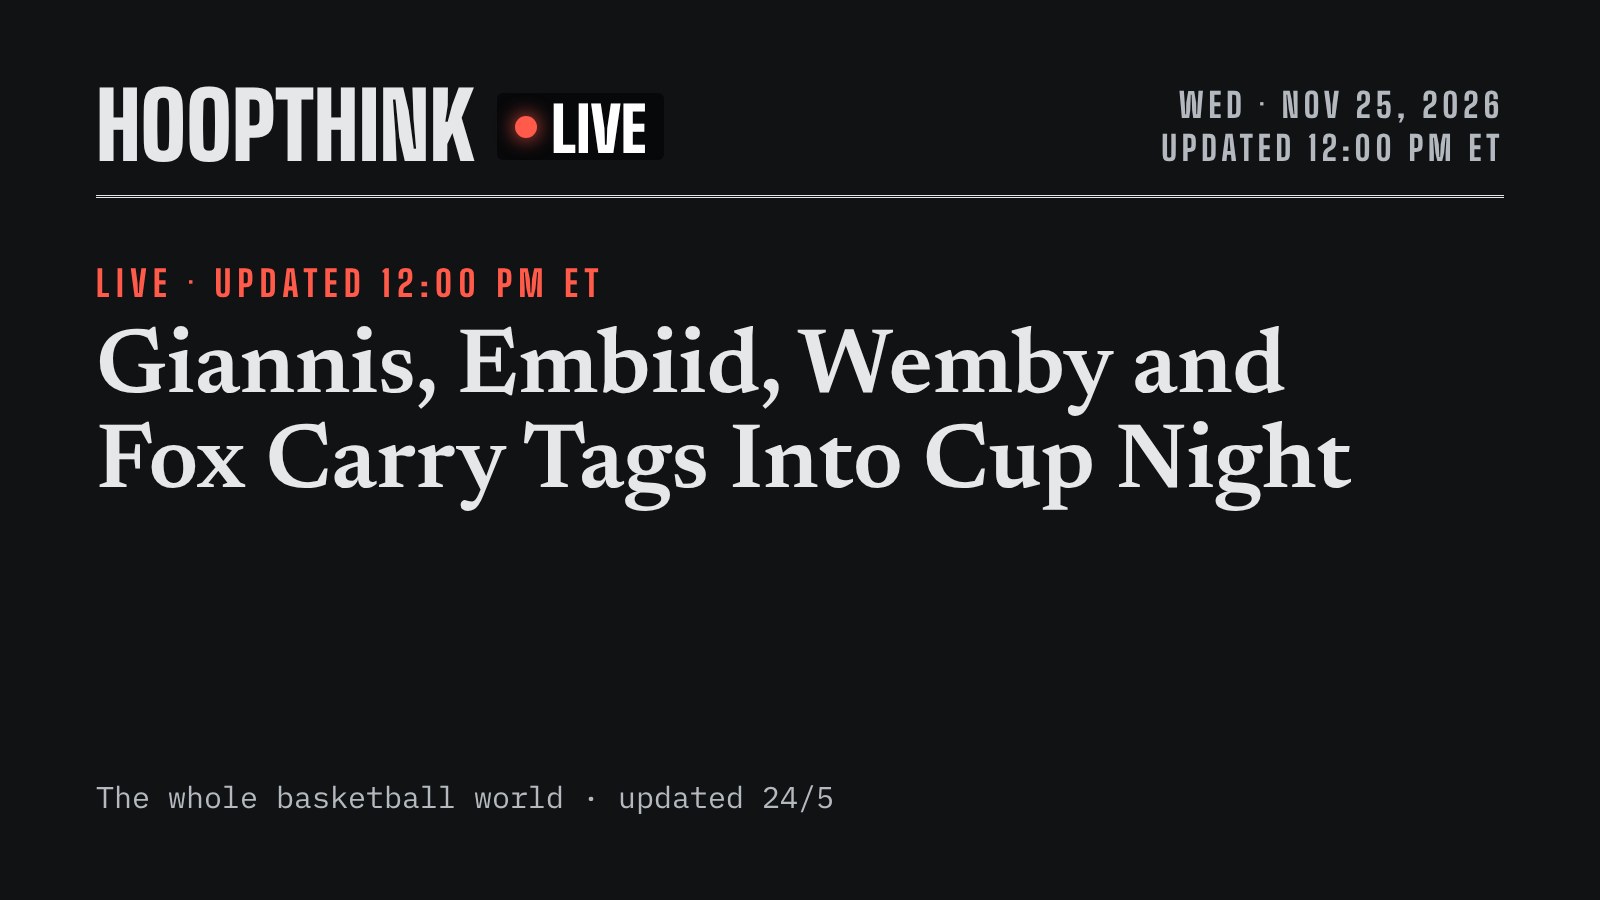 HOOPTHINK LIVE
WED · NOV 25, 2026
UPDATED 12:00 PM ET
LIVE · UPDATED 12:00 PM ET
Giannis, Embiid, Wemby and
Fox Carry Tags Into Cup Night
The whole basketball world · updated 24/5